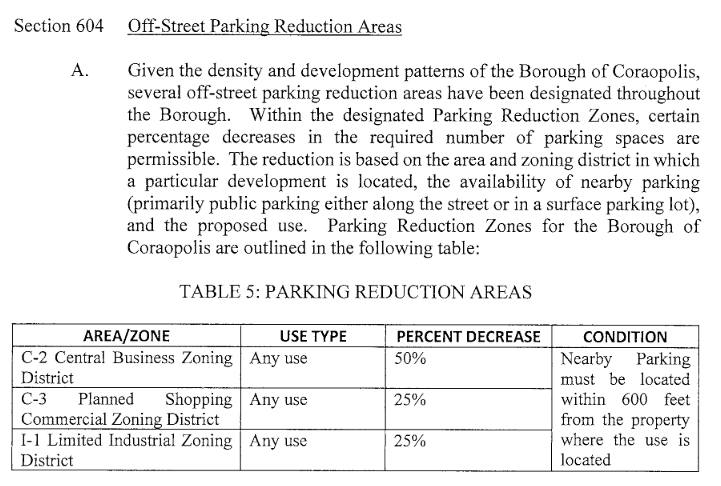 Section 604 Off-Street Parking Reduction Areas
A. Given the density and development patterns of the Borough of Coraopolis,
several off-street parking reduction areas have been designated throughout
the Borough. Within the designated Parking Reduction Zones, certain
percentage decreases in the required number of parking spaces are
permissible. The reduction is based on the area and zoning district in which
a particular development is located, the availability of nearby parking
(primarily public parking either along the street or in a surface parking lot),
and the proposed use. Parking Reduction Zones for the Borough of
Coraopolis are outlined in the following table:
TABLE 5: PARKING REDUCTION AREAS
AREA/ZONE USE TYPE PERCENT DECREASE CONDITION
C-2 Central Business Zoning Any use 50% Nearby Parking
District must be located
C-3 Planned Shopping Any use 25% within 600 feet
Commercial Zoning District from the property
I-1 Limited Industrial Zoning Any use 25% where the use is
District located